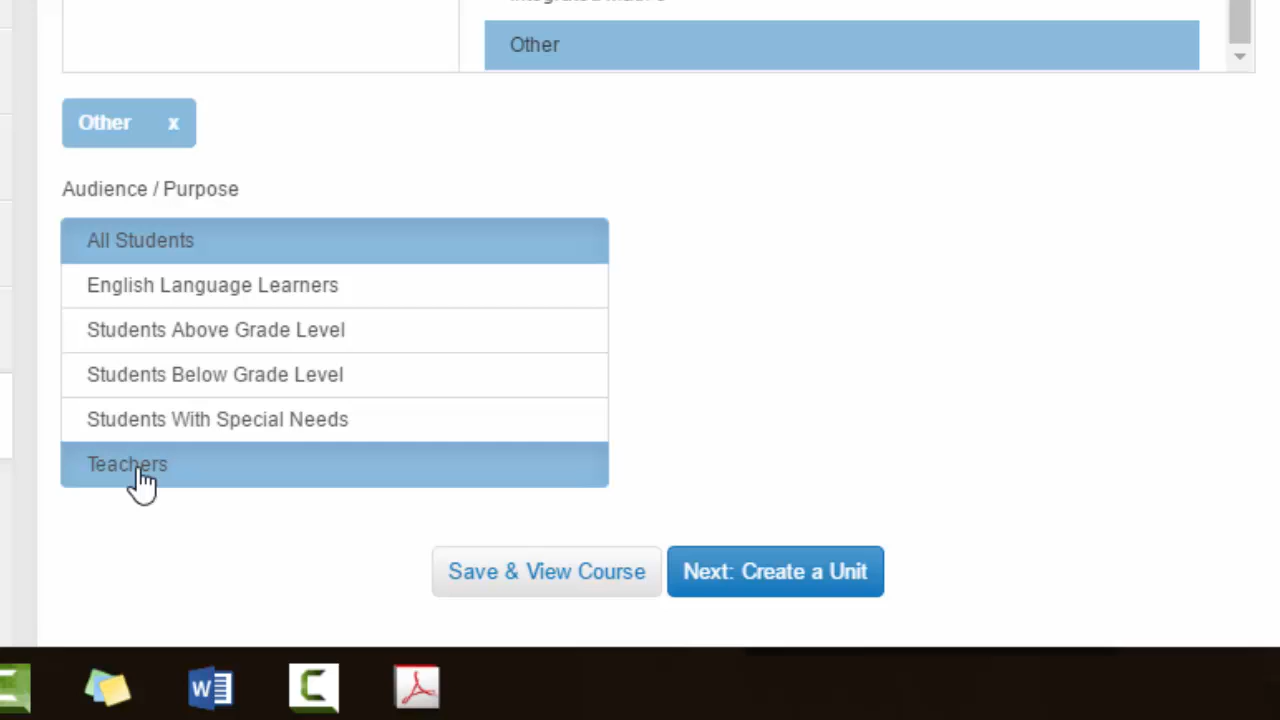 Other
Other x
Audience / Purpose
All Students
English Language Learners
Students Above Grade Level
Students Below Grade Level
Students With Special Needs
Teachers
Save & View Course
Next: Create a Unit